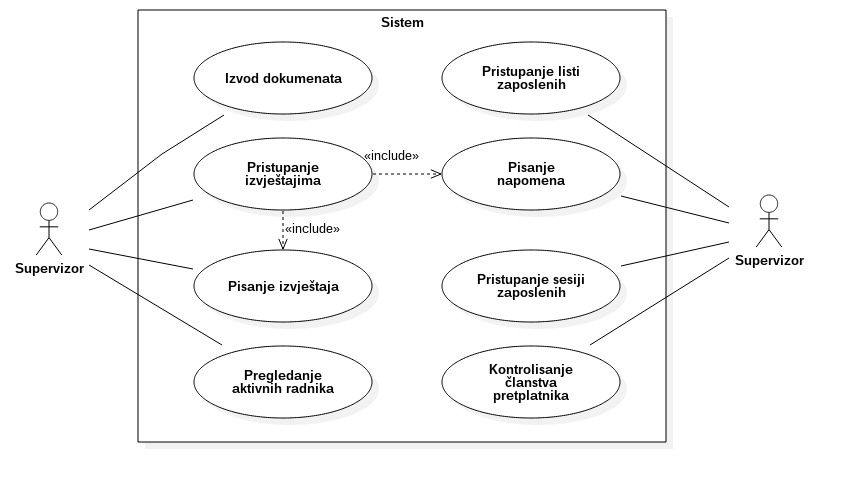 Sistem
Izvod dokumenata
Pristupanje listi
zaposlenih
Pristupanje
izvještajima
«include»
Pisanje
napomena
«include»
Supervizor
Supervizor
Pisanje izvještaja
Pristupanje sesiji
zaposlenih
Pregledanje
aktivnih radnika
Kontrolisanje
članstva
pretplatnika